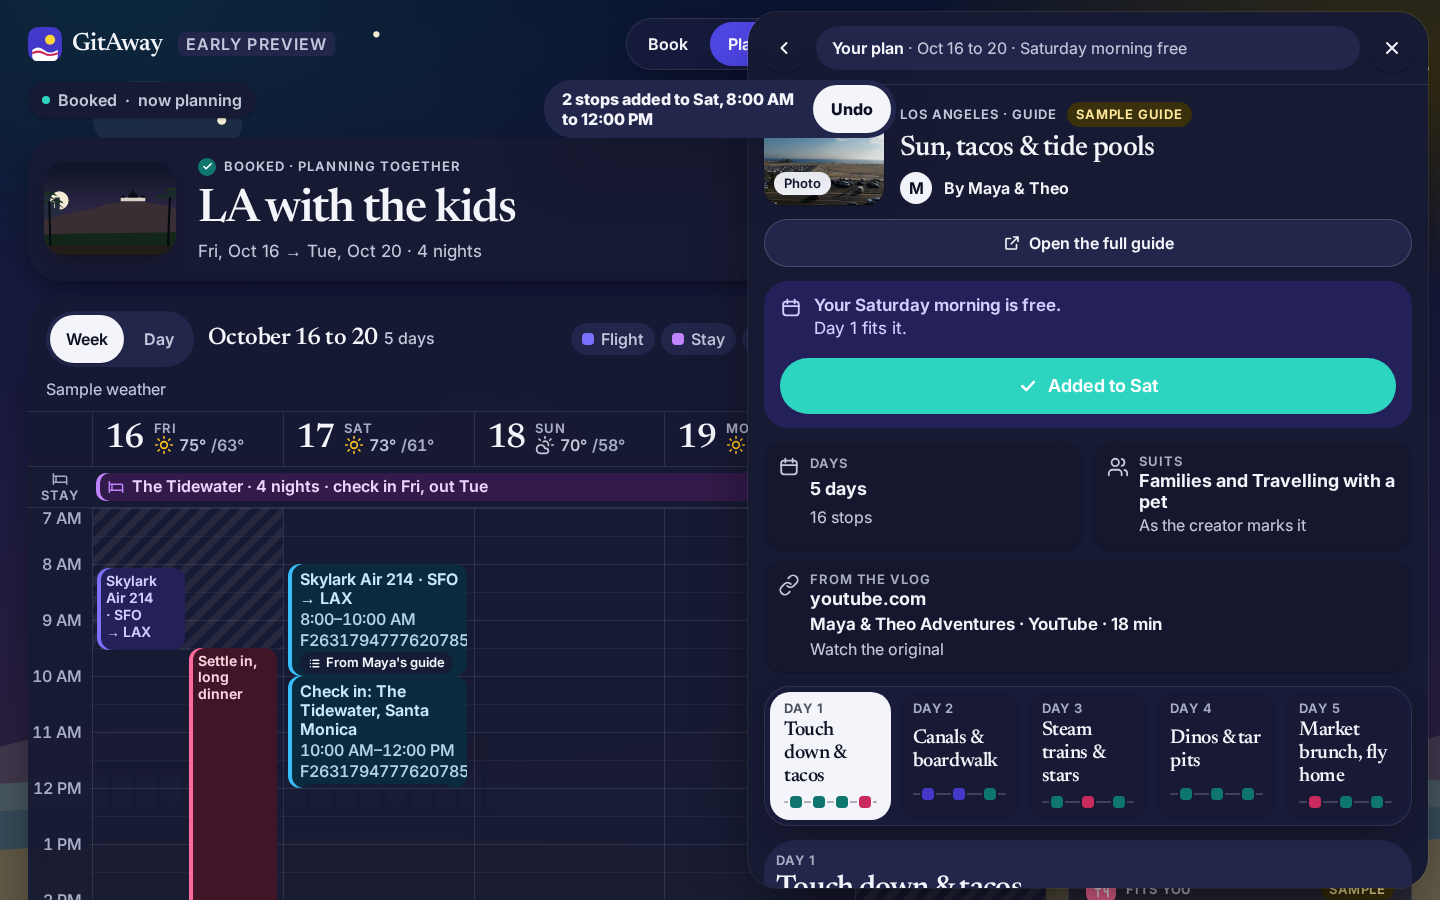 GitAway EARLY PREVIEW
Book
Pla
Booked · now planning
2 stops added to Sat, 8:00 AM
to 12:00 PM
Undo
BOOKED · PLANNING TOGETHER
LA with the kids
Fri, Oct 16 → Tue, Oct 20 · 4 nights
Week
Day
October 16 to 20 5 days
Flight
Stay
Sample weather
16 FRI 75° /63°
17 SAT 73° /61°
18 SUN 70° /58°
19 MO
STAY
The Tidewater · 4 nights · check in Fri, out Tue
7 AM
8 AM
9 AM
10 AM
11 AM
12 PM
1 PM
2 PM
Skylark
Air 214
· SFO
→ LAX
Settle in,
long
dinner
Skylark Air 214 · SFO
→ LAX
8:00–10:00 AM
F2631794777620785
From Maya's guide
Check in: The
Tidewater, Santa
Monica
10:00 AM–12:00 PM
F2631794777620785
Your plan · Oct 16 to 20 · Saturday morning free
LOS ANGELES · GUIDE
SAMPLE GUIDE
Sun, tacos & tide pools
Photo
M
By Maya & Theo
Open the full guide
Your Saturday morning is free.
Day 1 fits it.
Added to Sat
DAYS
5 days
16 stops
SUITS
Families and Travelling with a
pet
As the creator marks it
FROM THE VLOG
youtube.com
Maya & Theo Adventures · YouTube · 18 min
Watch the original
DAY 1
Touch
down &
tacos
DAY 2
Canals &
boardwalk
DAY 3
Steam
trains &
stars
DAY 4
Dinos & tar
pits
DAY 5
Market
brunch, fly
home
DAY 1
Touch down & tacos
FITS YOU
SAMPLE